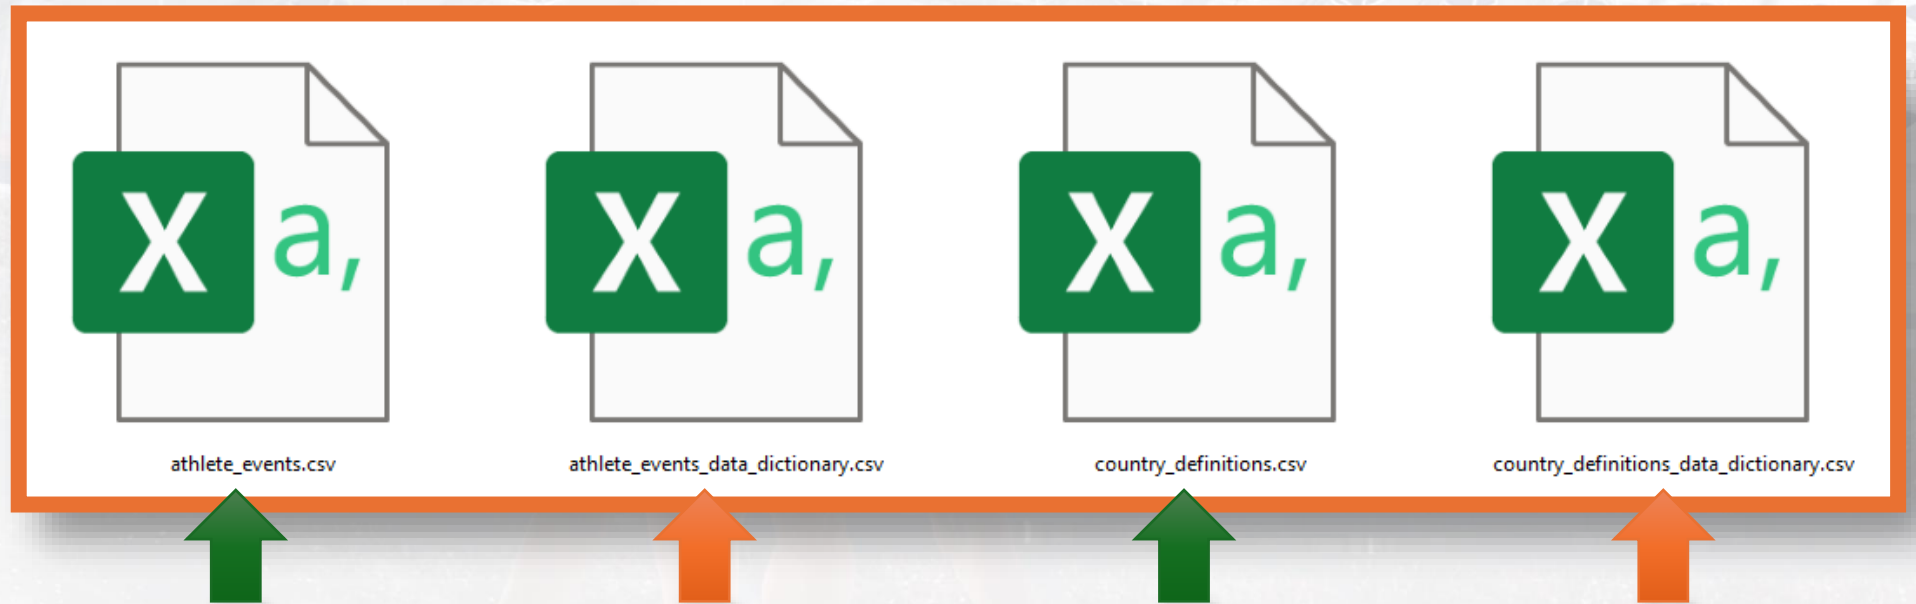 X a,
X a,
X a,
X a,
athlete_events.csv
athlete_events_data_dictionary.csv
country_definitions.csv
country_definitions_data_dictionary.csv